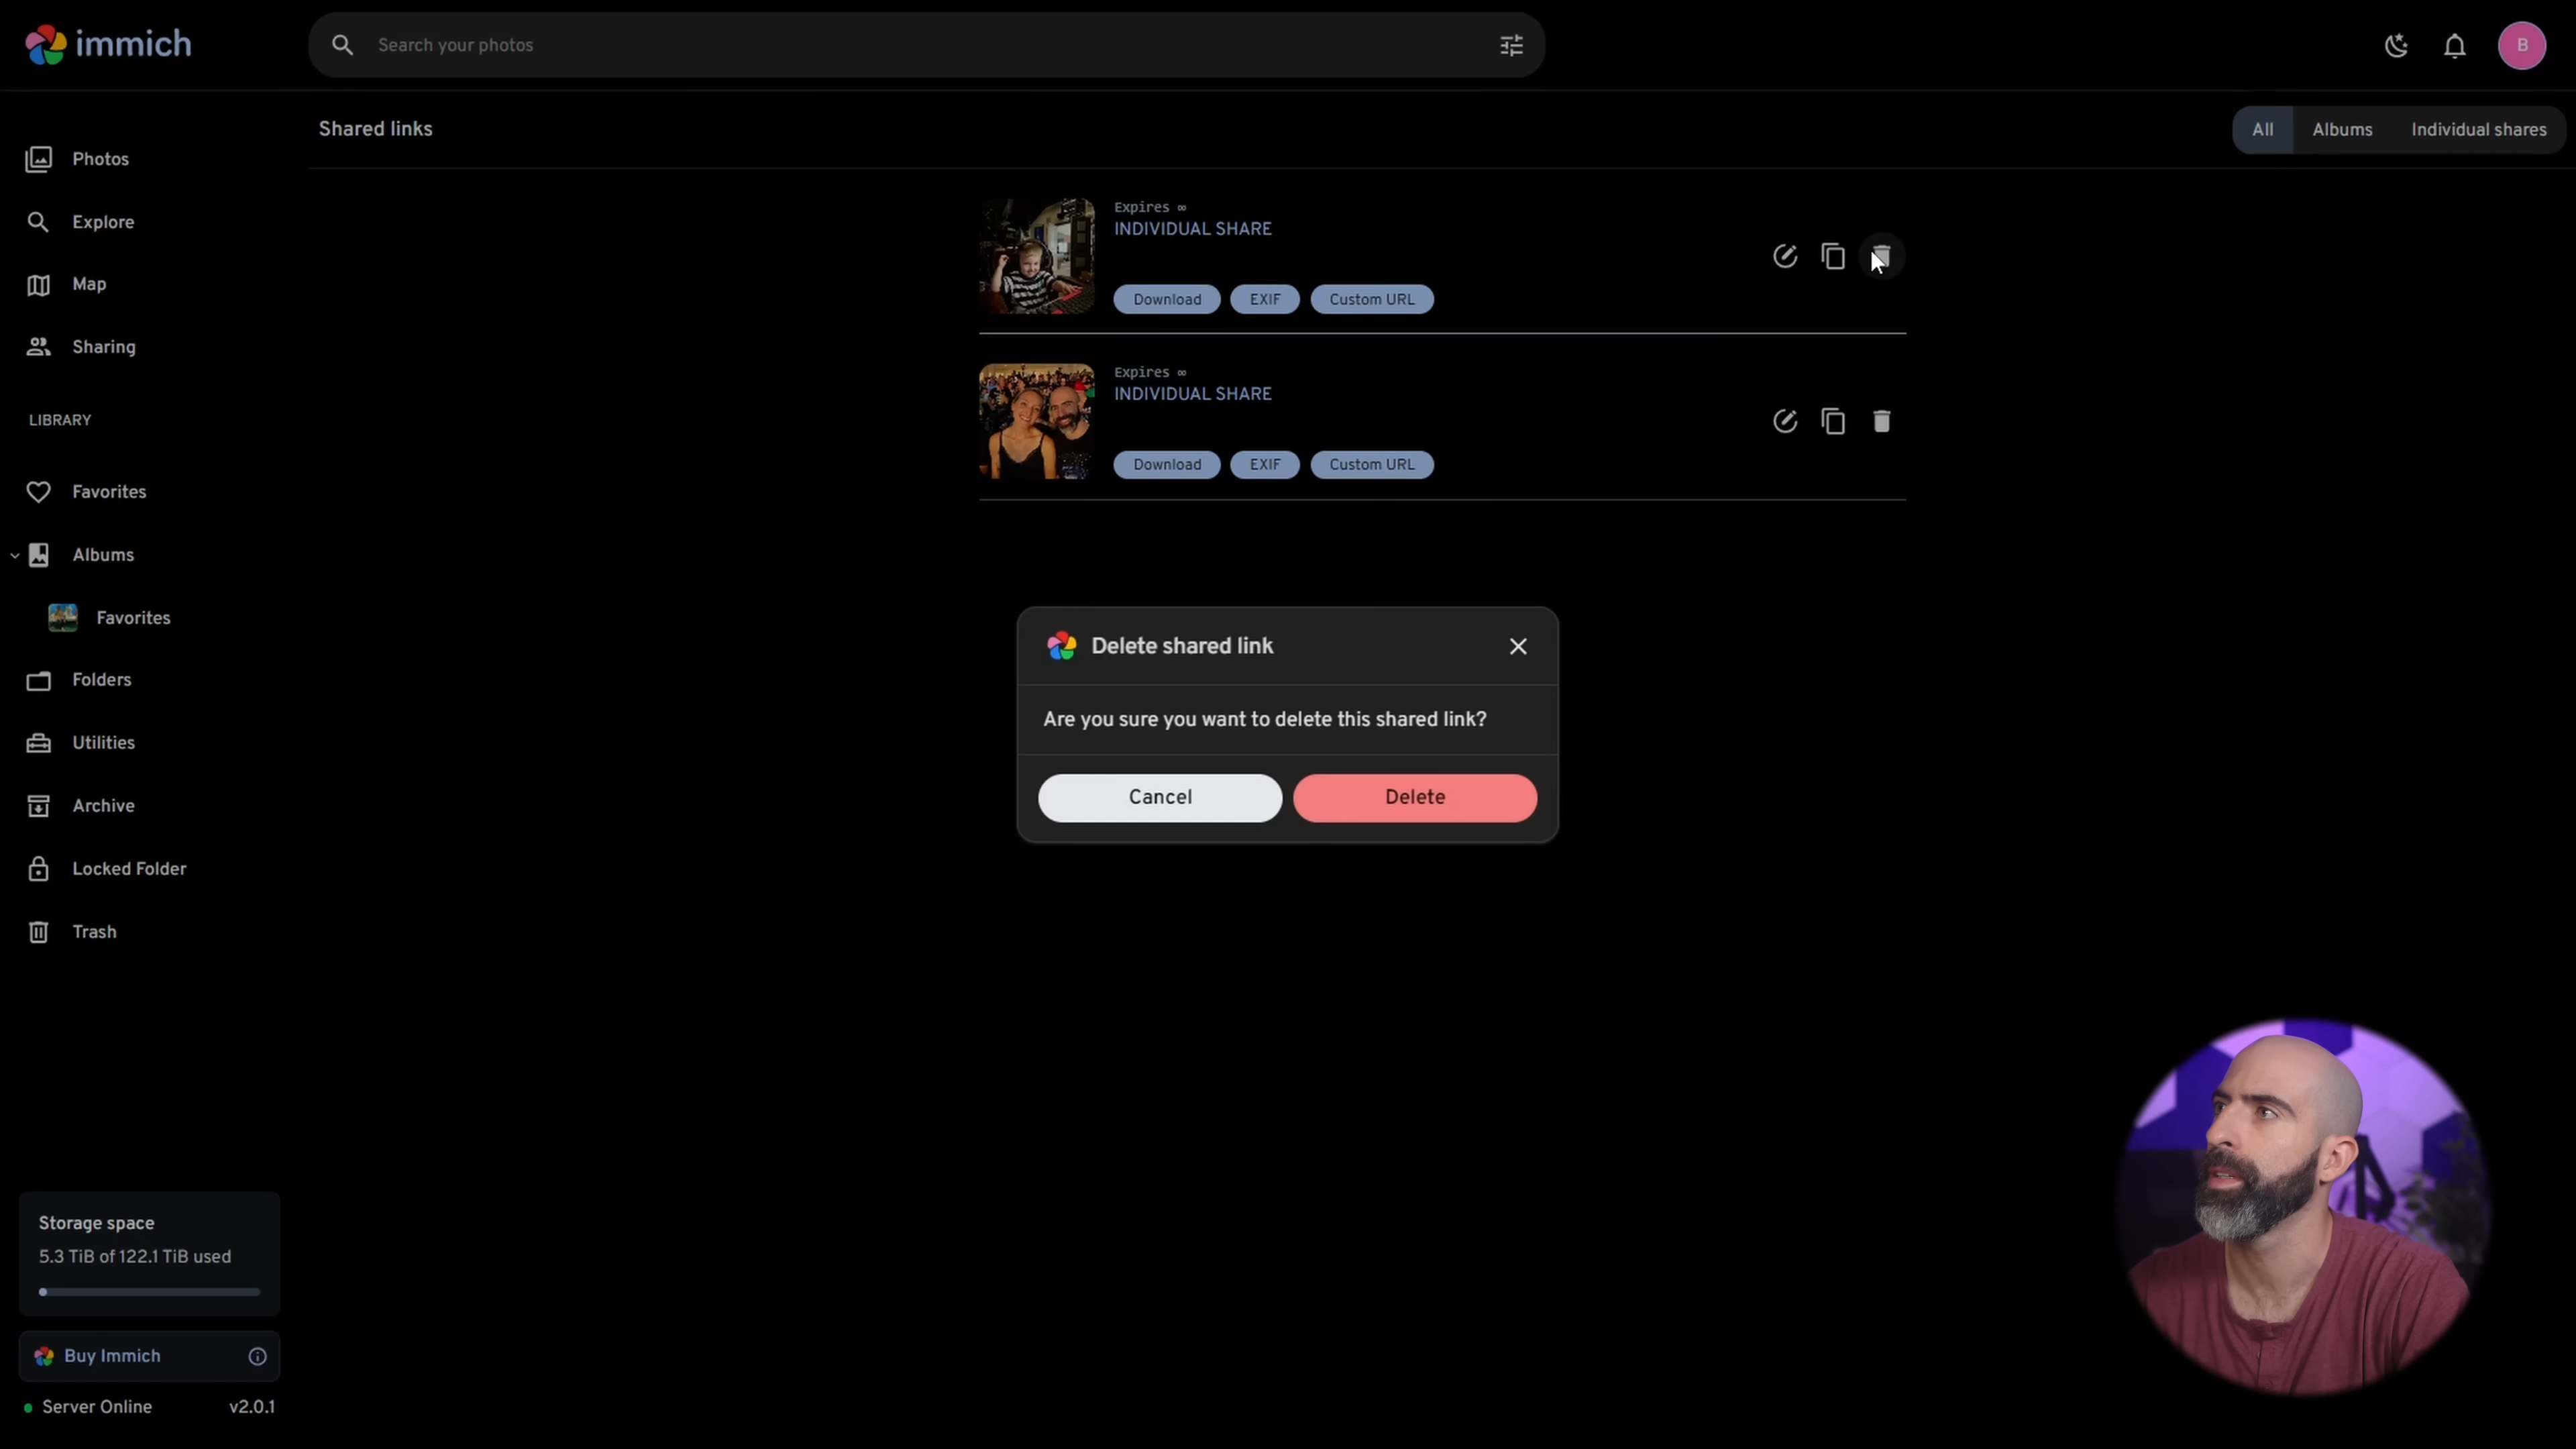 immich
Search your photos
B
Shared links
All
Albums
Individual shares
Photos
Explore
Map
Sharing
LIBRARY
Favorites
Albums
Favorites
Folders
Utilities
Archive
Locked Folder
Trash
Expires ∞
INDIVIDUAL SHARE
Download
EXIF
Custom URL
Expires ∞
INDIVIDUAL SHARE
Download
EXIF
Custom URL
Delete shared link
Are you sure you want to delete this shared link?
Cancel
Delete
Storage space
5.3 TiB of 122.1 TiB used
Buy Immich
Server Online
v2.0.1